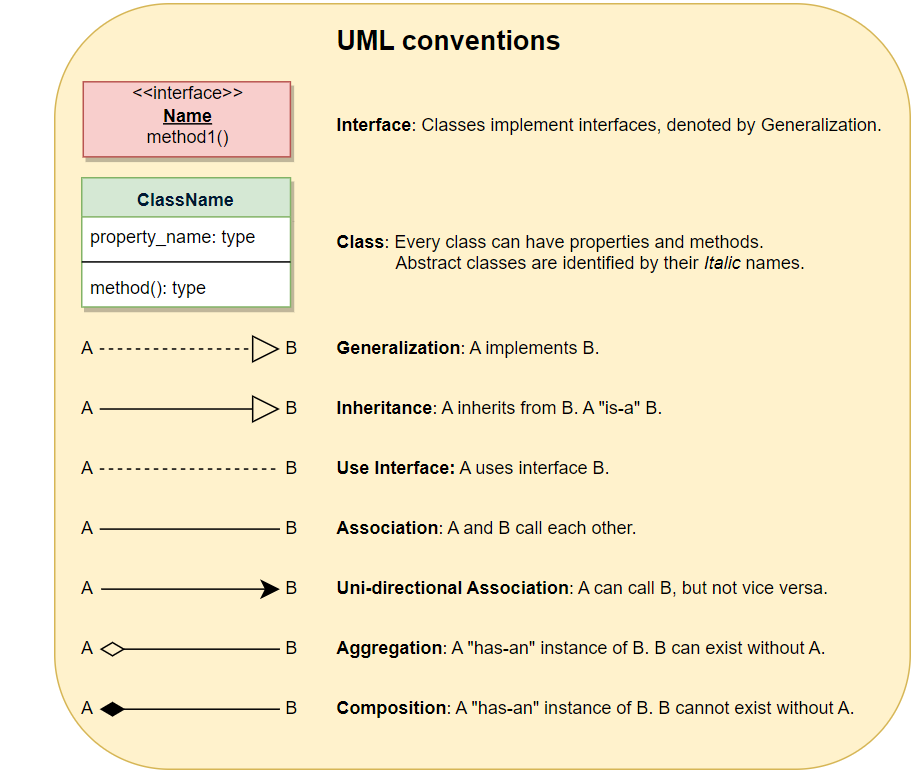 UML conventions
<<interface>>
Name
method1()
Interface: Classes implement interfaces, denoted by Generalization.
ClassName
property_name: type
method(): type
Class: Every class can have properties and methods.
Abstract classes are identified by their Italic names.
A B Generalization: A implements B.
A B Inheritance: A inherits from B. A "is-a" B.
A B Use Interface: A uses interface B.
A B Association: A and B call each other.
A B Uni-directional Association: A can call B, but not vice versa.
A B Aggregation: A "has-an" instance of B. B can exist without A.
A B Composition: A "has-an" instance of B. B cannot exist without A.